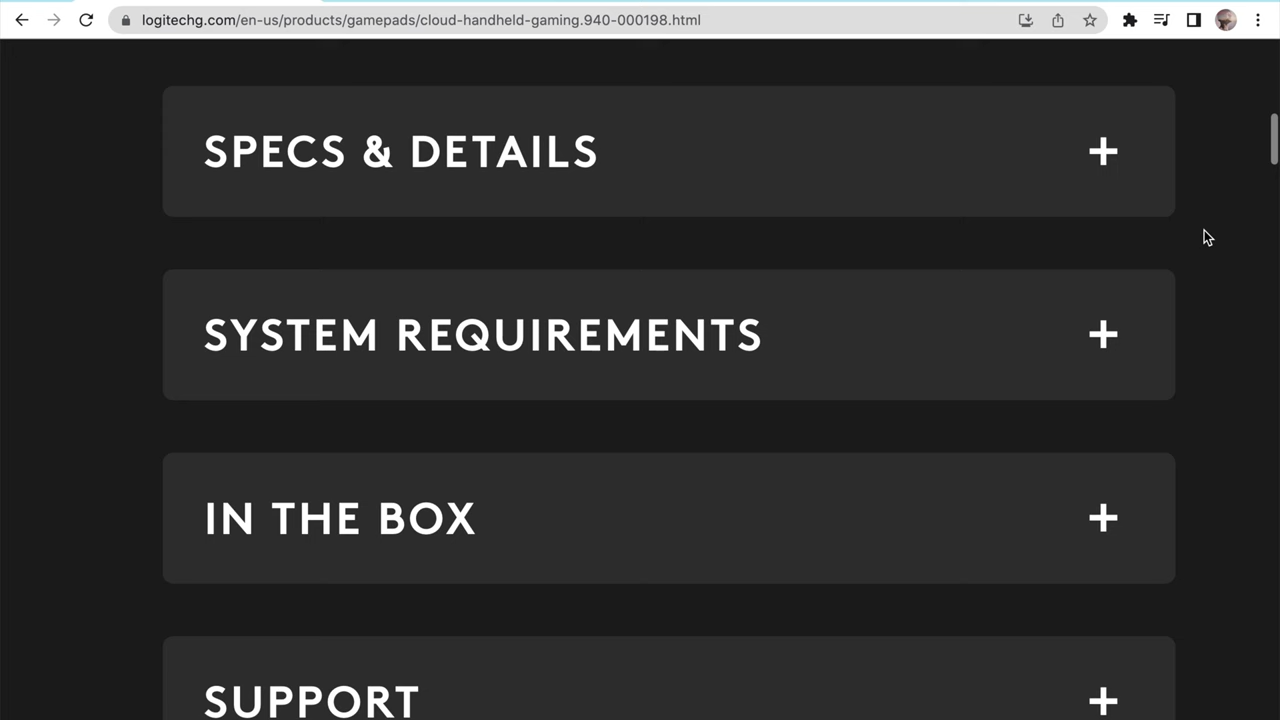 logitechg.com/en-us/products/gamepads/cloud-handheld-gaming.940-000198.html
SPECS & DETAILS
SYSTEM REQUIREMENTS
IN THE BOX
SUPPORT